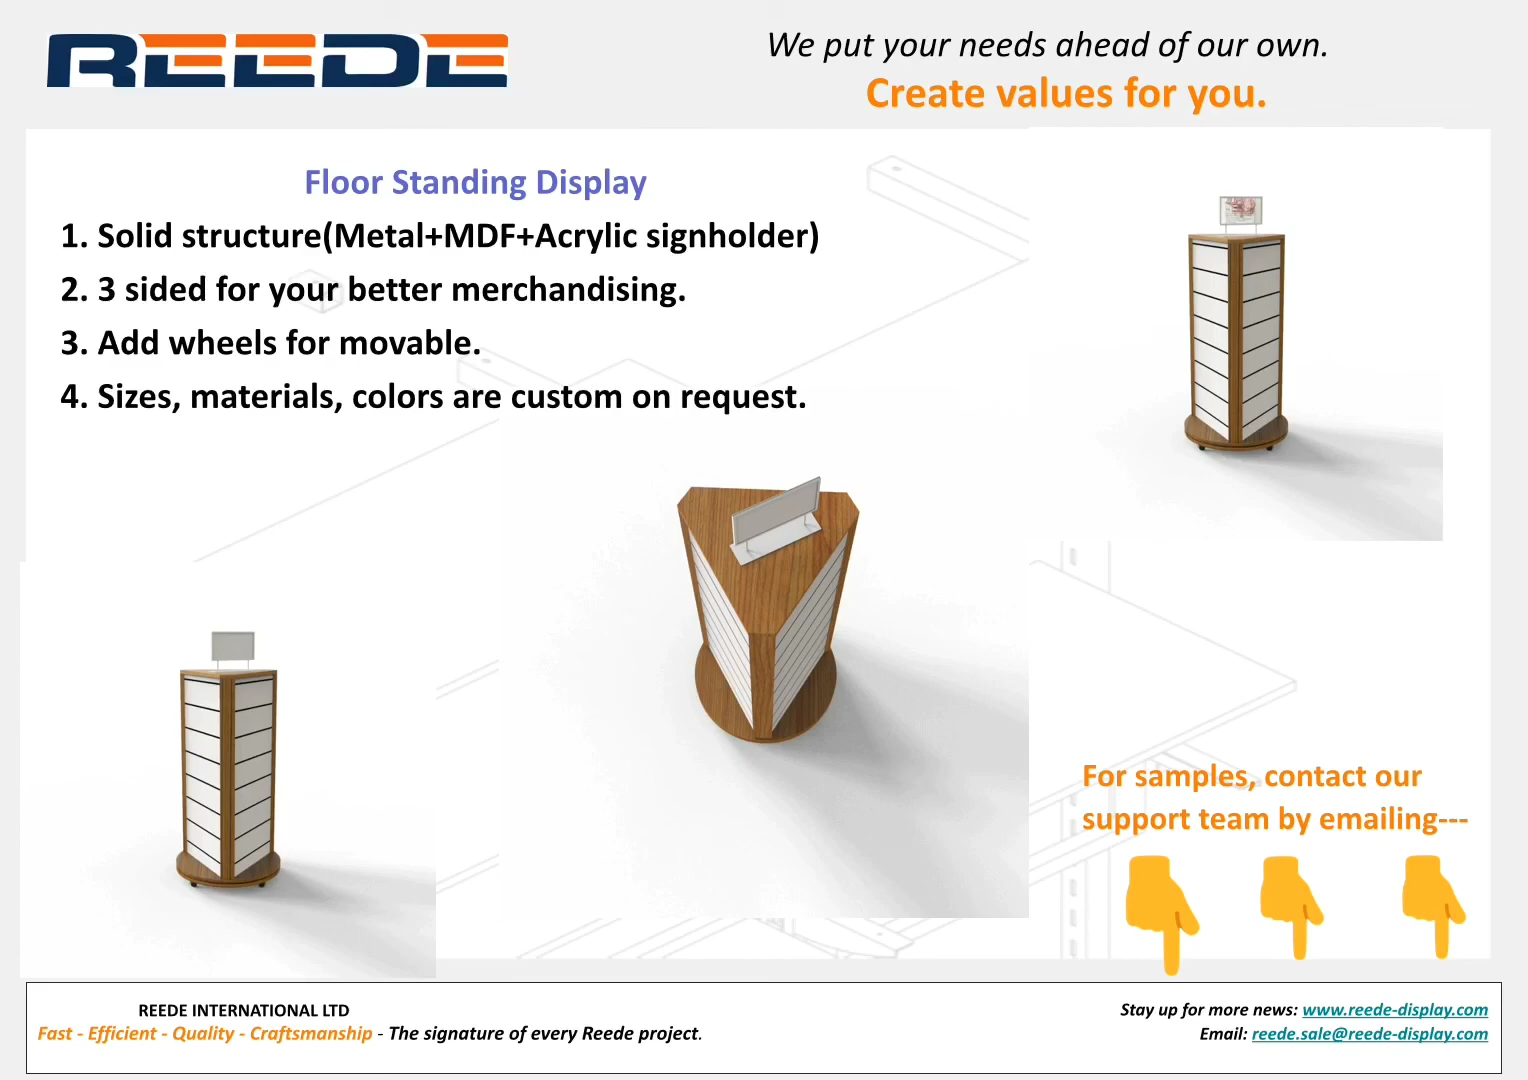 REEDE
We put your needs ahead of our own.
Create values for you.
Floor Standing Display
1. Solid structure(Metal+MDF+Acrylic signholder)
2. 3 sided for your better merchandising.
3. Add wheels for movable.
4. Sizes, materials, colors are custom on request.
For samples, contact our
support team by emailing---
REEDE INTERNATIONAL LTD
Fast - Efficient - Quality - Craftsmanship - The signature of every Reede project.
Stay up for more news: www.reede-display.com
Email: reede.sale@reede-display.com